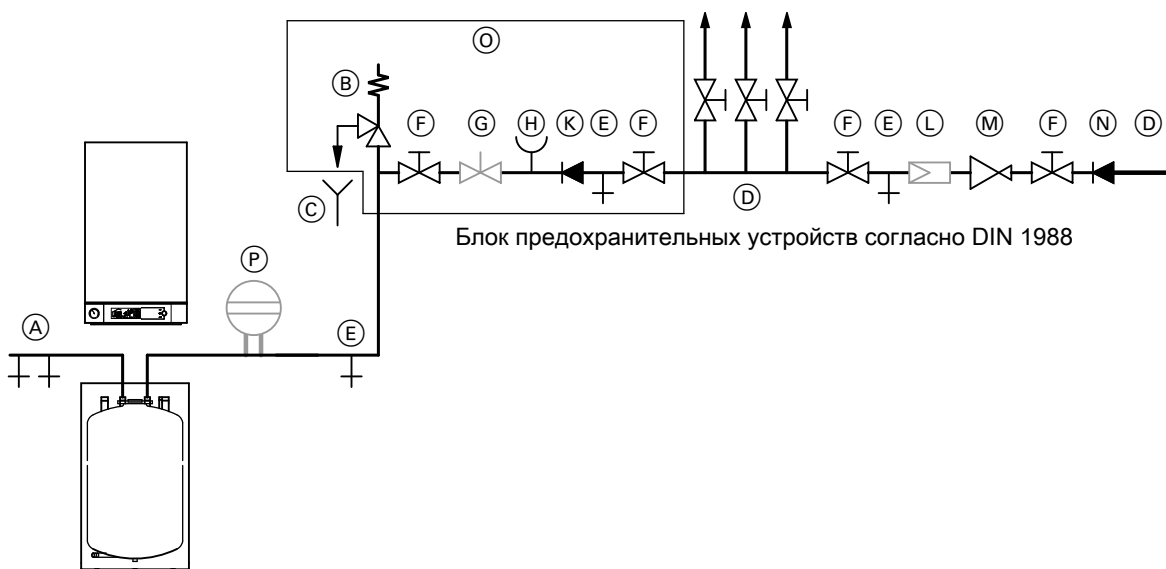 O
B
F G H K E F
F E L M F N D
C
D
Блок предохранительных устройств согласно DIN 1988
P
A
E